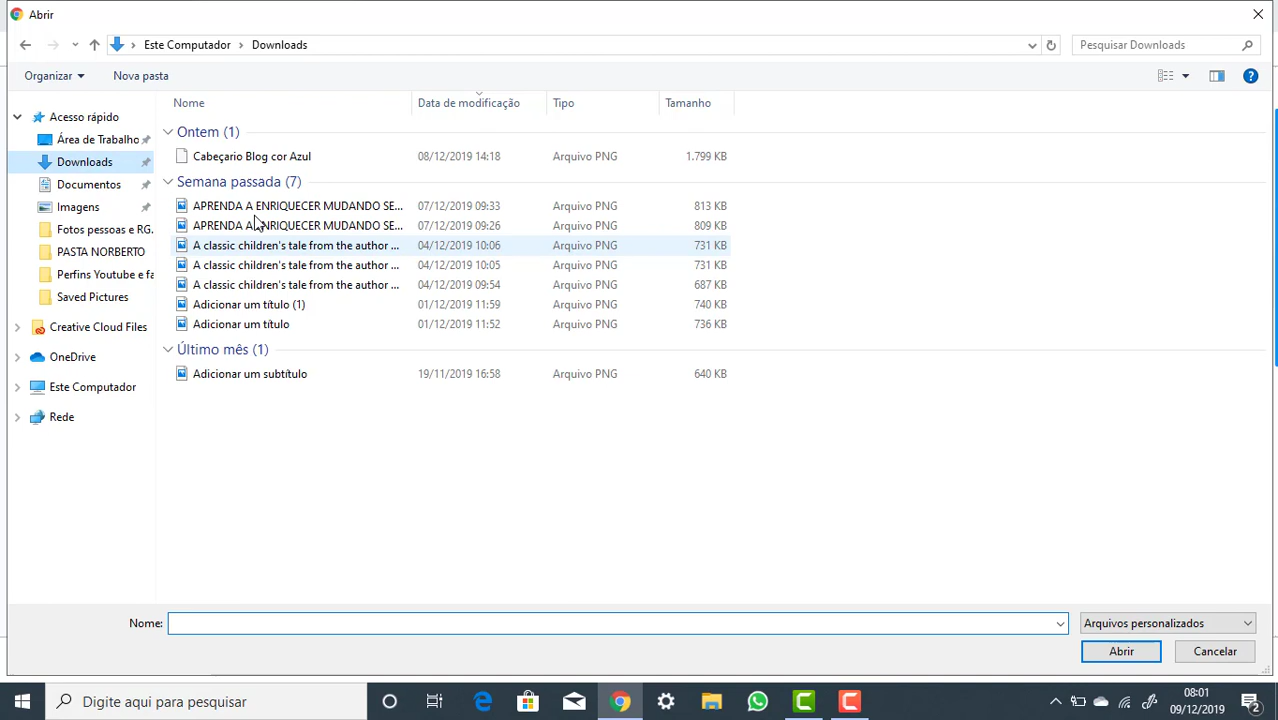 Abrir
Este Computador > Downloads
Pesquisar Downloads
Organizar
Nova pasta
Nome
Data de modificação
Tipo
Tamanho
Acesso rápido
Área de Trabalho
Downloads
Documentos
Imagens
Fotos pessoas e RG.
PASTA NORBERTO
Perfins Youtube e fa
Saved Pictures
Creative Cloud Files
OneDrive
Este Computador
Rede
Ontem (1)
Cabeçario Blog cor Azul 08/12/2019 14:18 Arquivo PNG 1.799 KB
Semana passada (7)
APRENDA A ENRIQUECER MUDANDO SE... 07/12/2019 09:33 Arquivo PNG 813 KB
APRENDA A ENRIQUECER MUDANDO SE... 07/12/2019 09:26 Arquivo PNG 809 KB
A classic children's tale from the author ... 04/12/2019 10:06 Arquivo PNG 731 KB
A classic children's tale from the author ... 04/12/2019 10:05 Arquivo PNG 731 KB
A classic children's tale from the author ... 04/12/2019 09:54 Arquivo PNG 687 KB
Adicionar um título (1) 01/12/2019 11:59 Arquivo PNG 740 KB
Adicionar um título 01/12/2019 11:52 Arquivo PNG 736 KB
Último mês (1)
Adicionar um subtítulo 19/11/2019 16:58 Arquivo PNG 640 KB
Nome:
Arquivos personalizados
Abrir
Cancelar
Digite aqui para pesquisar
08:01
09/12/2019
2